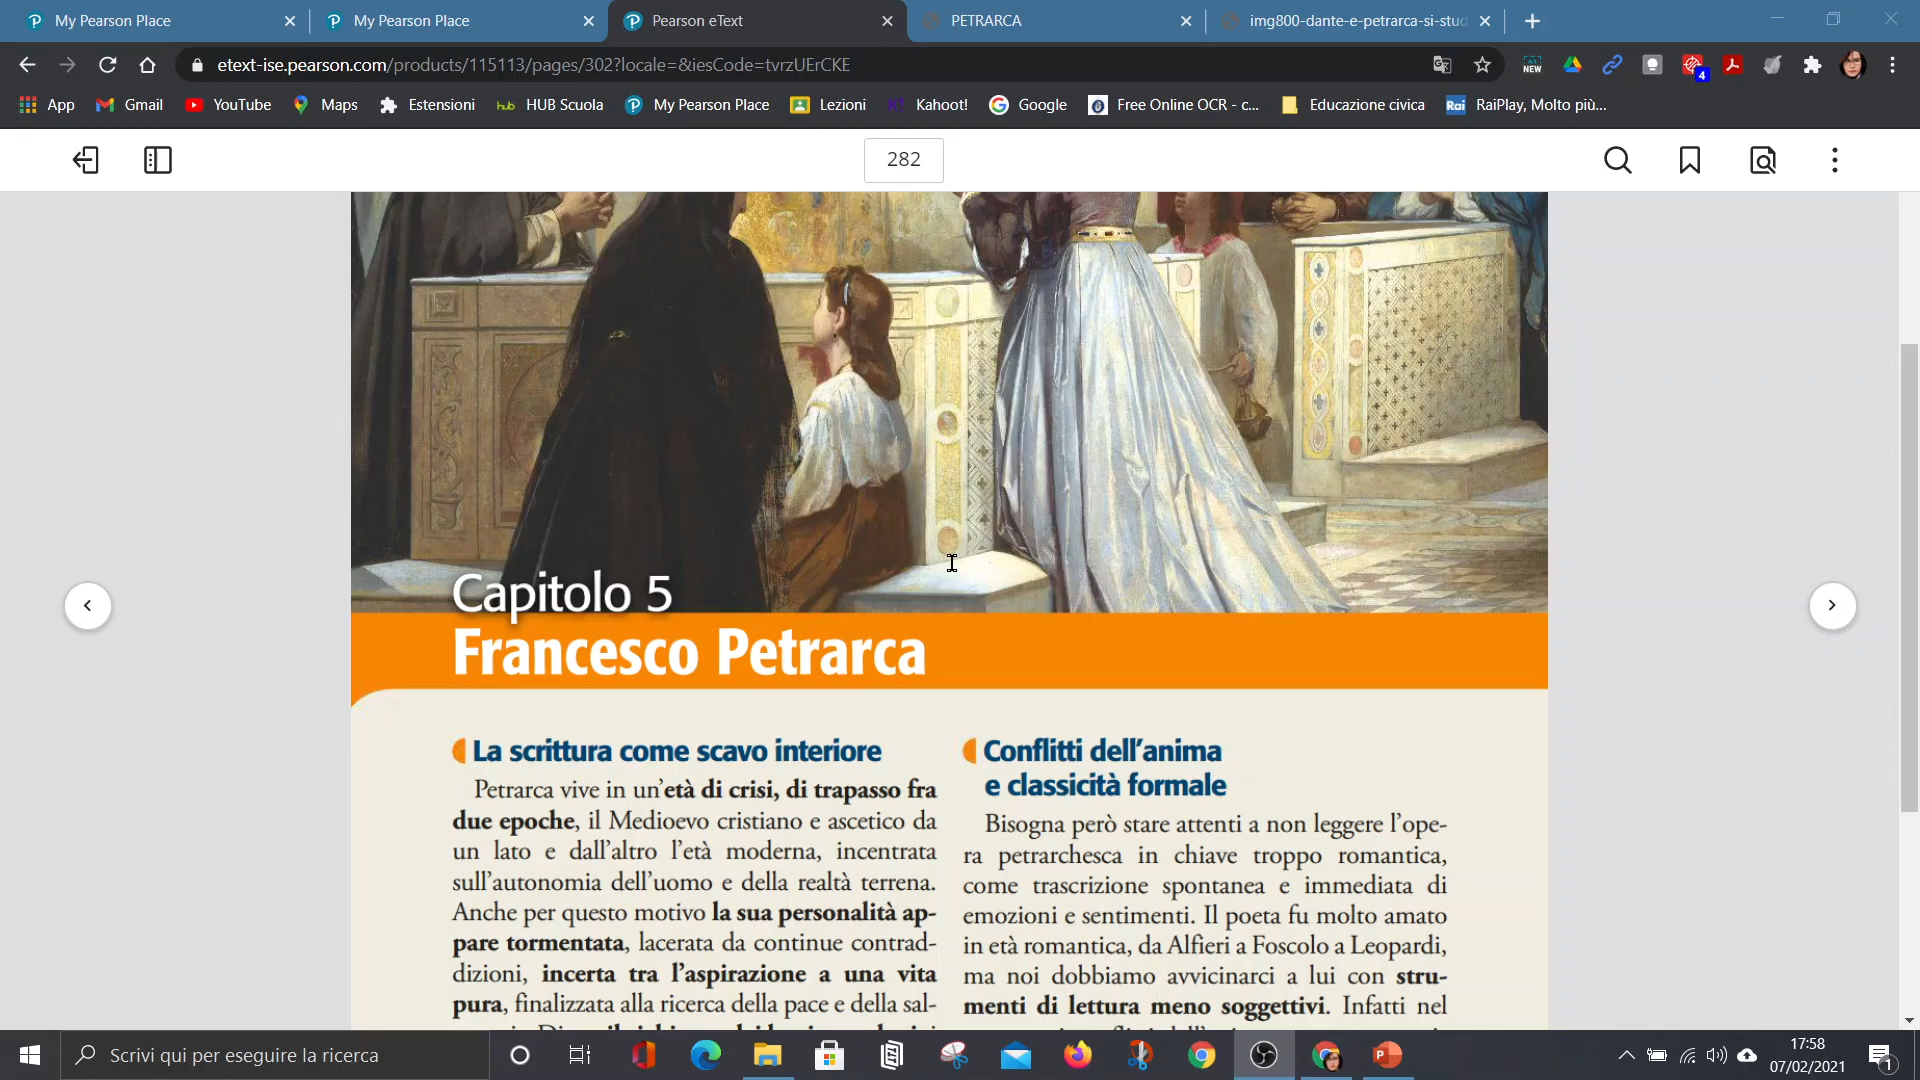 My Pearson Place
My Pearson Place
Pearson eText
PETRARCA
img800-dante-e-petrarca-si-stud
etext-ise.pearson.com/products/115113/pages/302?locale=&iesCode=tvrzUErCKE
NEW
4
App
Gmail
YouTube
Maps
Estensioni
hub HUB Scuola
My Pearson Place
Lezioni
K! Kahoot!
Google
Free Online OCR - c...
Educazione civica
Rai RaiPlay, Molto più...
282
Capitolo 5
Francesco Petrarca
La scrittura come scavo interiore
Petrarca vive in un’età di crisi, di trapasso fra
due epoche, il Medioevo cristiano e ascetico da
un lato e dall’altro l’età moderna, incentrata
sull’autonomia dell’uomo e della realtà terrena.
Anche per questo motivo la sua personalità ap-
pare tormentata, lacerata da continue contrad-
dizioni, incerta tra l’aspirazione a una vita
pura, finalizzata alla ricerca della pace e della sal-
Conflitti dell’anima
e classicità formale
Bisogna però stare attenti a non leggere l’ope-
ra petrarchesca in chiave troppo romantica,
come trascrizione spontanea e immediata di
emozioni e sentimenti. Il poeta fu molto amato
in età romantica, da Alfieri a Foscolo a Leopardi,
ma noi dobbiamo avvicinarci a lui con stru-
menti di lettura meno soggettivi. Infatti nel
Scrivi qui per eseguire la ricerca
17:58
07/02/2021
1